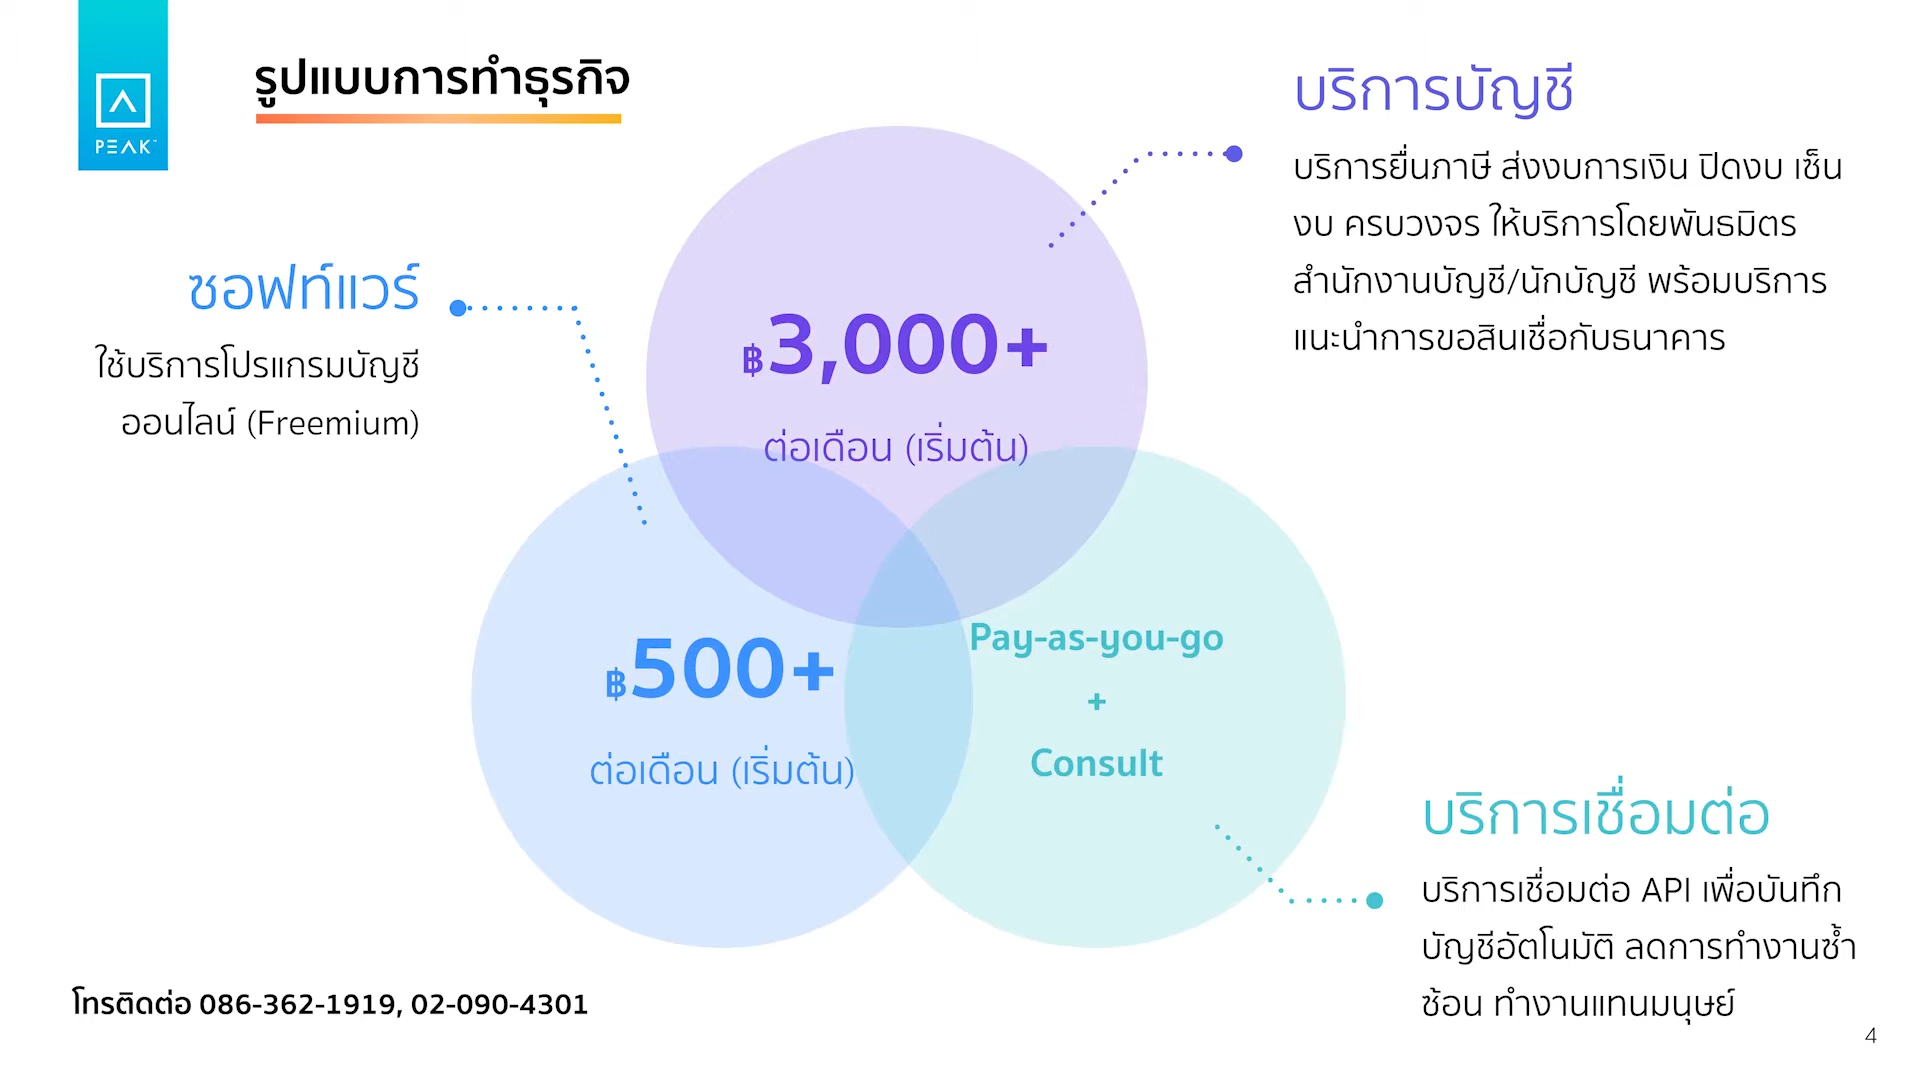 PEAK
รูปแบบการทำธุรกิจ
บริการบัญชี
บริการยื่นภาษี ส่งงบการเงิน ปิดงบ เซ็น
งบ ครบวงจร ให้บริการโดยพันธมิตร
สำนักงานบัญชี/นักบัญชี พร้อมบริการ
แนะนำการขอสินเชื่อกับธนาคาร
ซอฟท์แวร์
ใช้บริการโปรแกรมบัญชี
ออนไลน์ (Freemium)
฿3,000+
ต่อเดือน (เริ่มต้น)
฿500+
ต่อเดือน (เริ่มต้น)
Pay-as-you-go
+
Consult
บริการเชื่อมต่อ
บริการเชื่อมต่อ API เพื่อบันทึก
บัญชีอัตโนมัติ ลดการทำงานซ้ำ
ซ้อน ทำงานแทนมนุษย์
โทรติดต่อ 086-362-1919, 02-090-4301
4